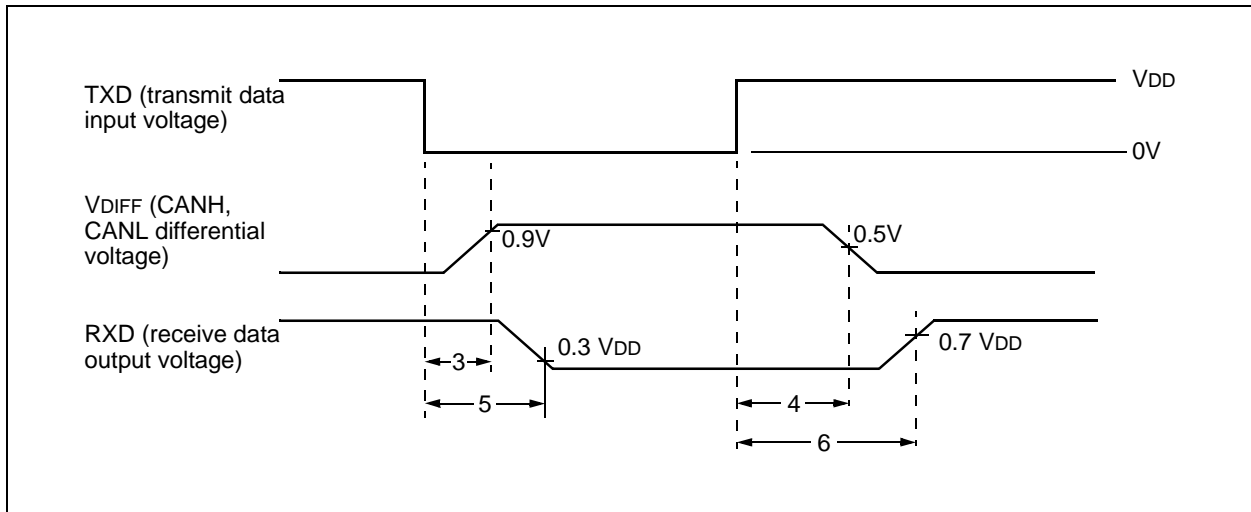 TXD (transmit data
input voltage)
VDD
0V
VDIFF (CANH,
CANL differential
voltage)
0.9V
0.5V
RXD (receive data
output voltage)
0.3 VDD
0.7 VDD
3
5
4
6